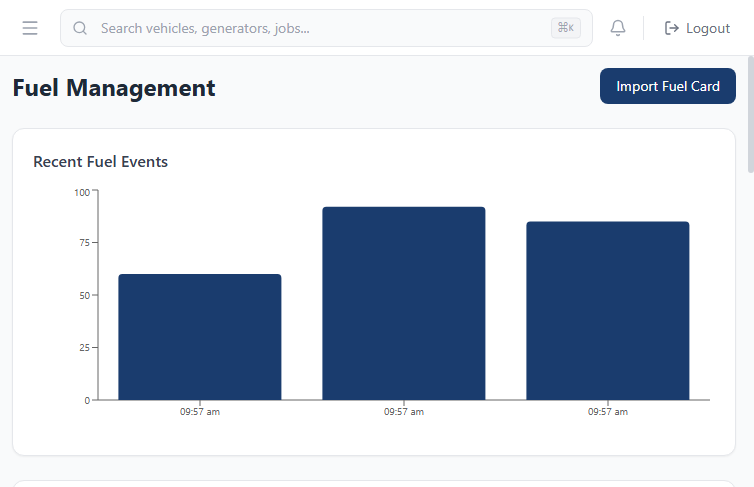 Search vehicles, generators, jobs...
⌘K
Logout
Fuel Management
Import Fuel Card
Recent Fuel Events
100
75
50
25
0
09:57 am
09:57 am
09:57 am